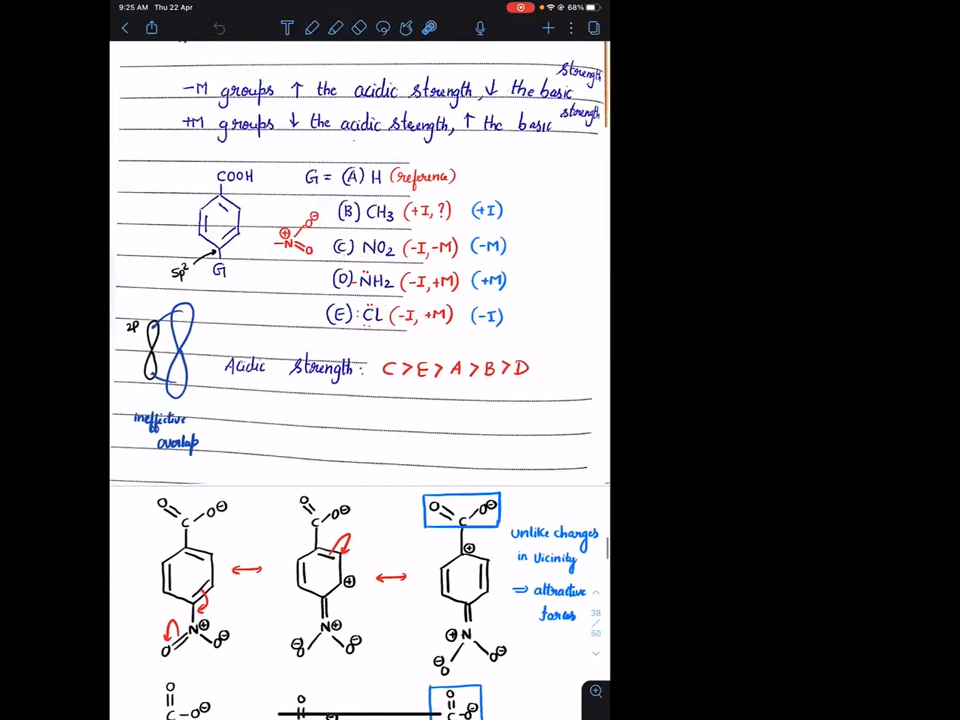 9:25 AM Thu 22 Apr
68%
-M groups ↑ the acidic strength, ↓ the basic strength
+M groups ↓ the acidic strength, ↑ the basic strength
COOH
G
sp²
G = (A) H (reference)
(B) CH3 (+I, ?) (+I)
(C) NO2 (-I, -M) (-M)
(D) -NH2 (-I, +M) (+M)
(E) :Cl (-I, +M) (-I)
⊕ -N O⊖ O
2p
ineffective
overlap
Acidic strength: C > E > A > B > D
O C O⊖
N⊕ O O⊖
O C O⊖
⊕
N⊕ ⊖O O⊖
O C O⊖
⊕
⊕N ⊖O O⊖
Unlike charges
in vicinity
⇒ attractive
forces
38
50
O C-O⊖
O O⊖
O C-O⊖